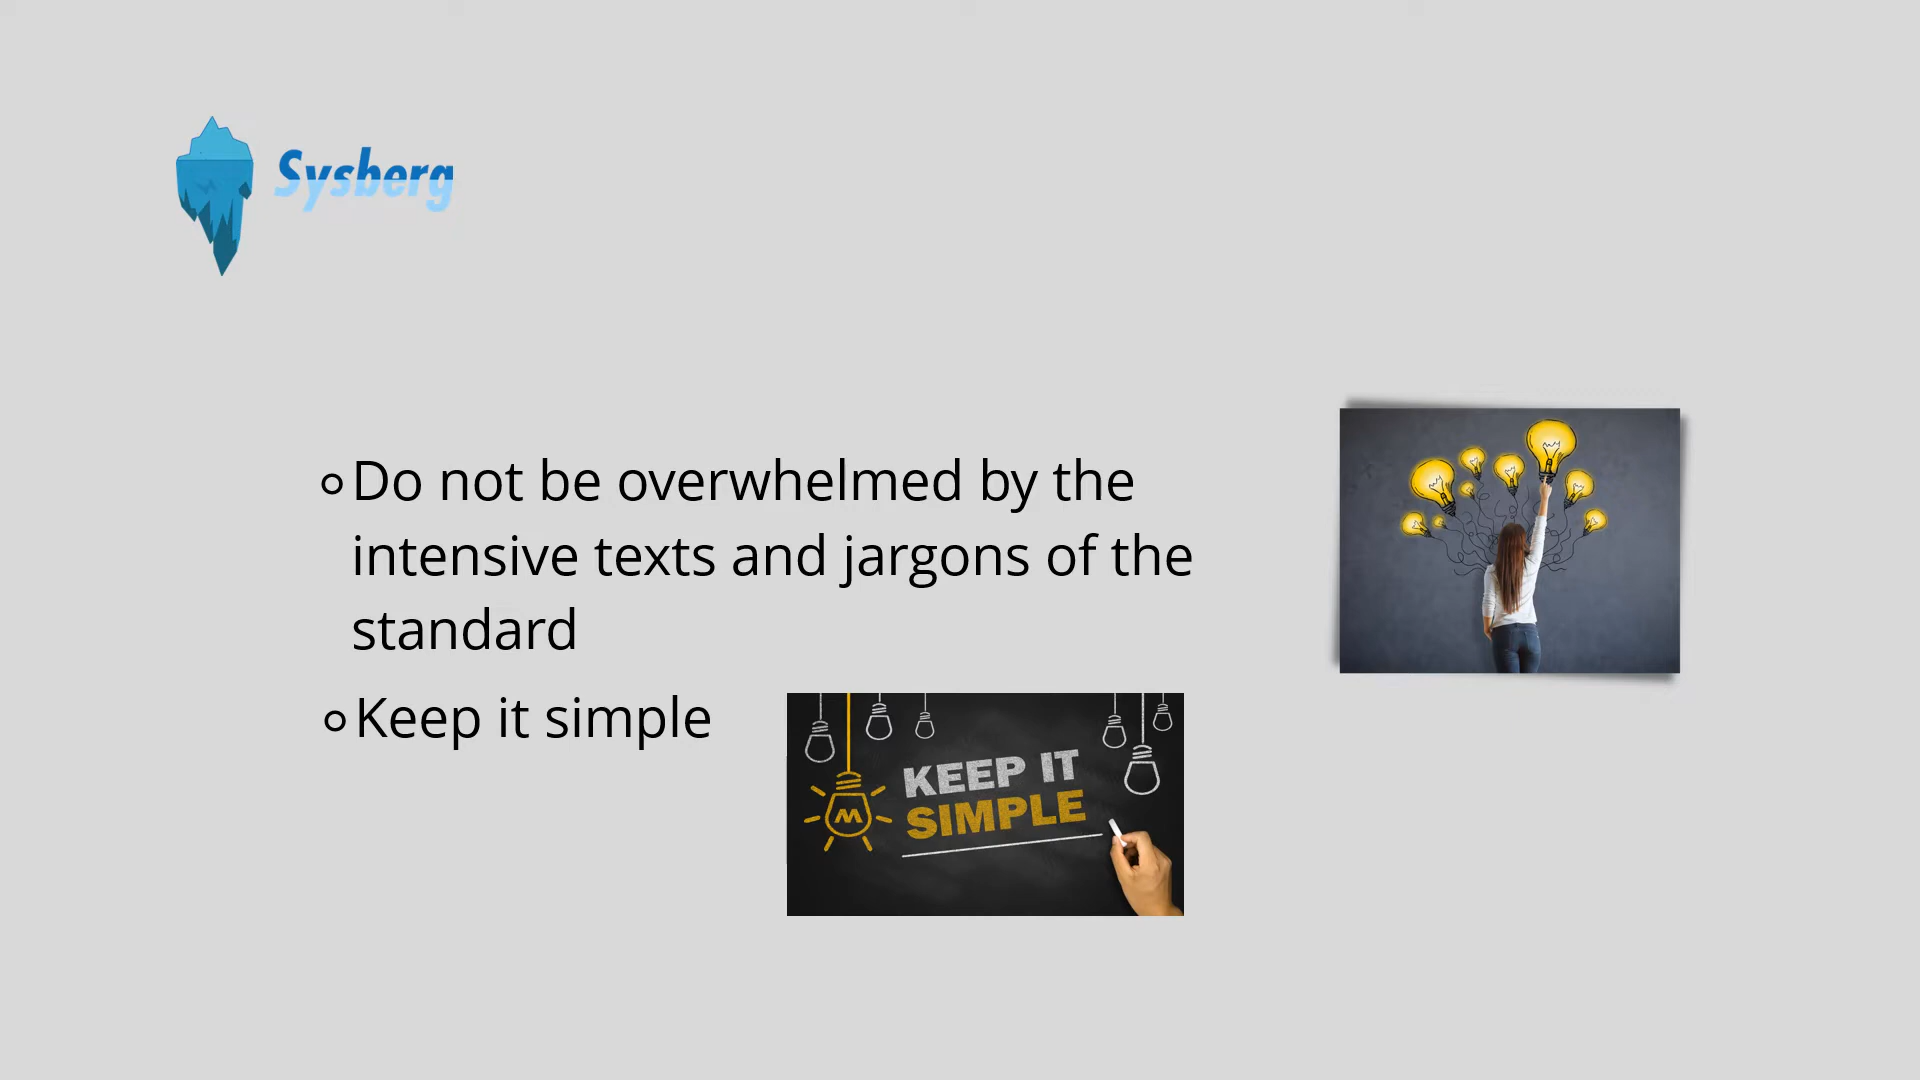 Sysberg
Do not be overwhelmed by the
intensive texts and jargons of the
standard
Keep it simple
KEEP IT
SIMPLE